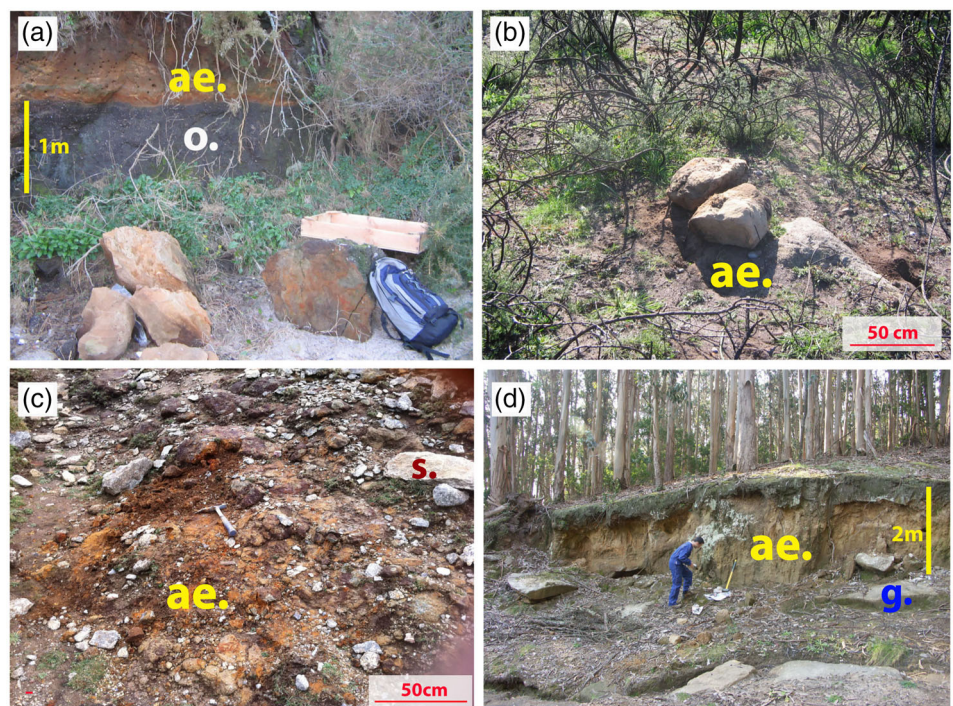 (a)
ae.
1m
o.
(b)
ae.
50 cm
(c)
s.
ae.
50cm
(d)
ae.
2m
g.